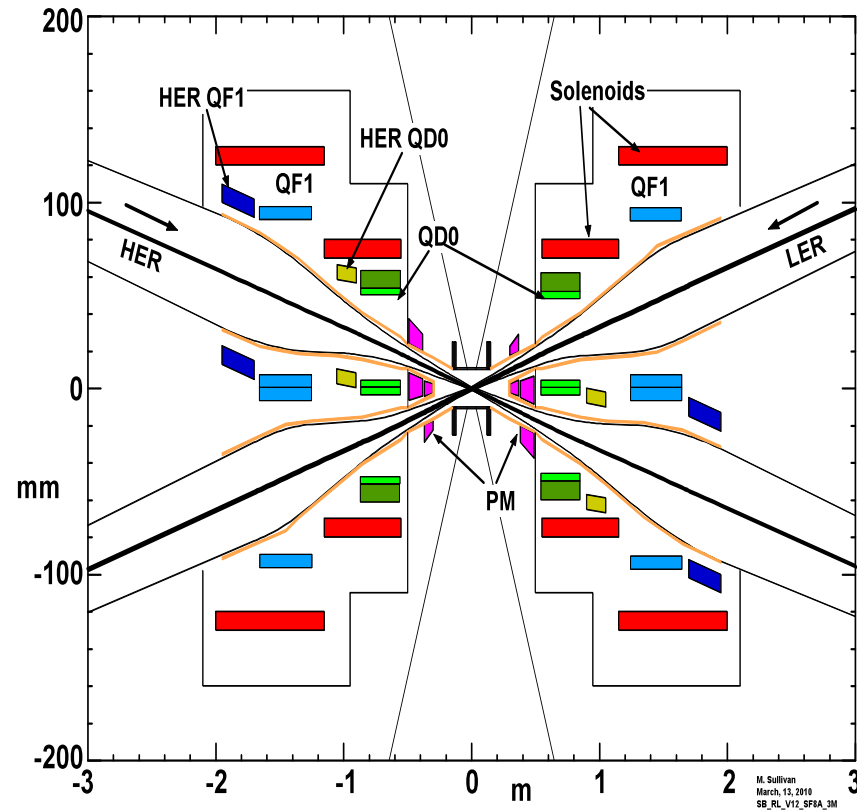 200
HER QF1
Solenoids
HER QD0
QF1
QF1
100
QD0
HER
LER
0
mm
PM
-100
-200
-3
-2
-1
0
m
1
2
3
M. Sullivan
March, 13, 2010
SB_RL_V12_SF8A_3M